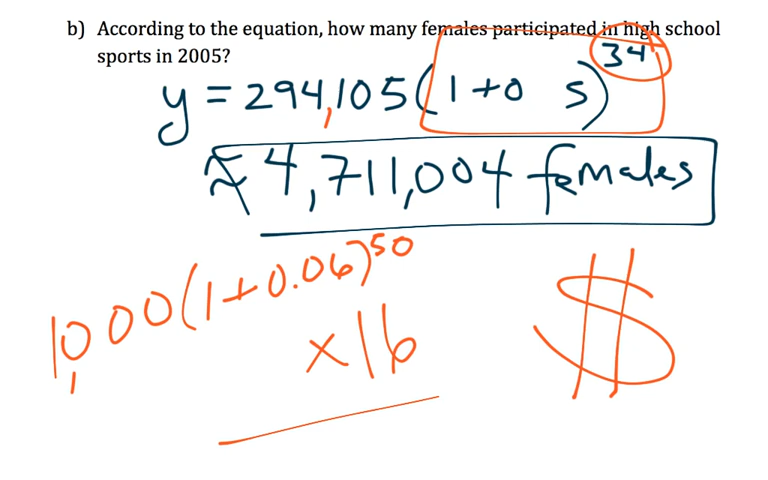 b) According to the equation, how many females participated in high school
sports in 2005?
y = 294,105 (1+0 5)^34
≈ 4,711,004 females
1,000(1+0.06)^50
×16
$